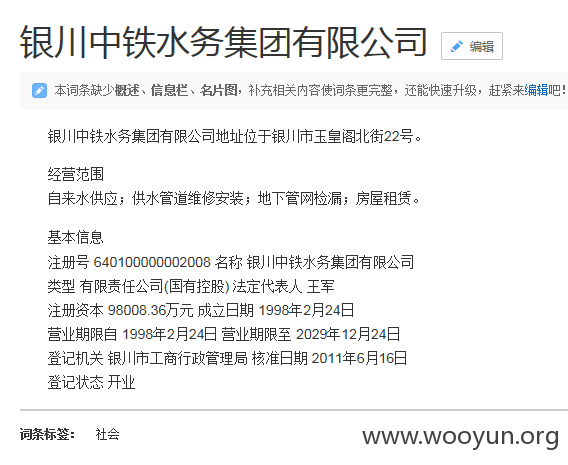 银川中铁水务集团有限公司
编辑
本词条缺少概述、信息栏、名片图，补充相关内容使词条更完整，还能快速升级，赶紧来编辑吧！
银川中铁水务集团有限公司地址位于银川市玉皇阁北街22号。
经营范围
自来水供应；供水管道维修安装；地下管网检漏；房屋租赁。
基本信息
注册号 640100000002008 名称 银川中铁水务集团有限公司
类型 有限责任公司(国有控股) 法定代表人 王军
注册资本 98008.36万元 成立日期 1998年2月24日
营业期限自 1998年2月24日 营业期限至 2029年12月24日
登记机关 银川市工商行政管理局 核准日期 2011年6月16日
登记状态 开业
词条标签： 社会
www.wooyun.org